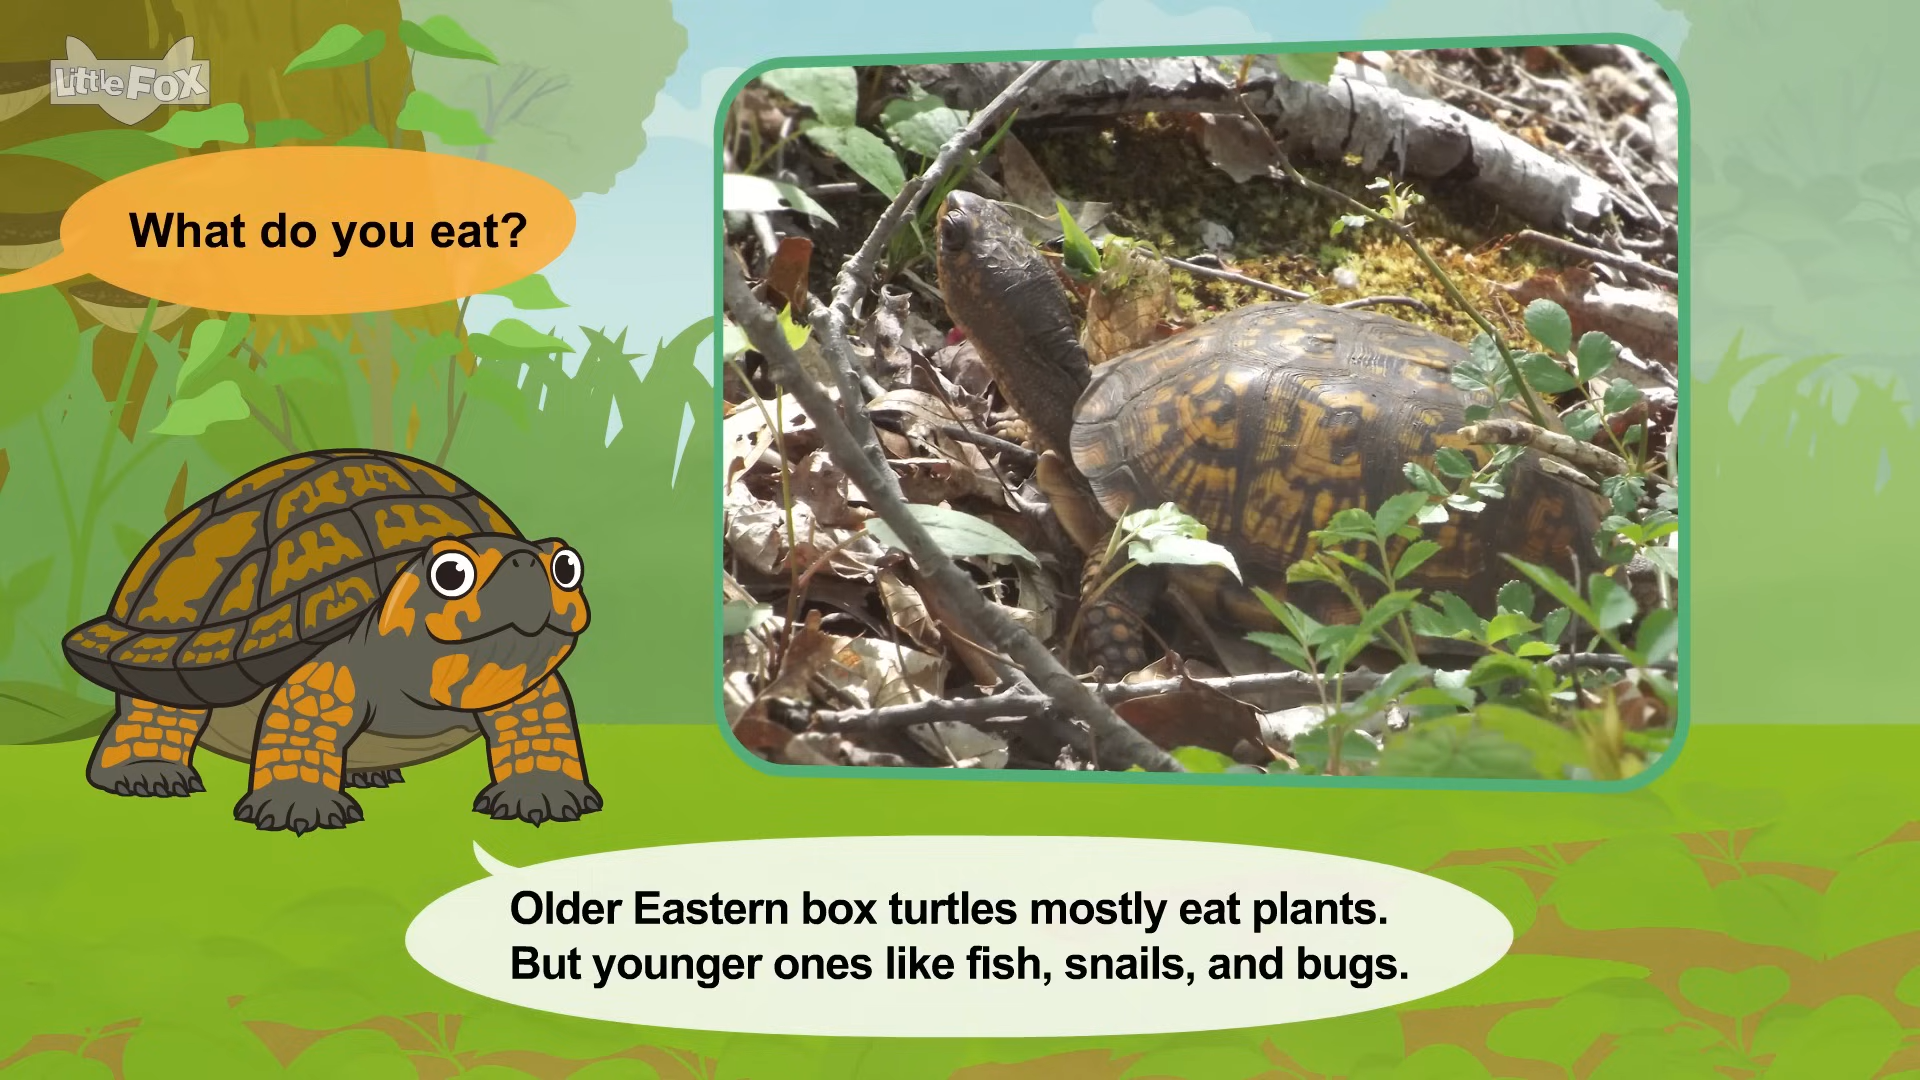 Little Fox
What do you eat?
Older Eastern box turtles mostly eat plants.
But younger ones like fish, snails, and bugs.